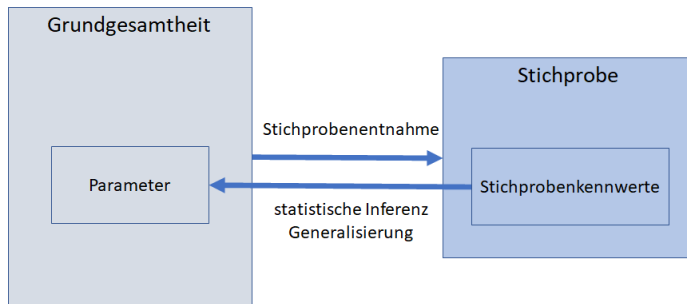 Grundgesamtheit
Stichprobe
Stichprobenentnahme
Parameter
Stichprobenkennwerte
statistische Inferenz
Generalisierung